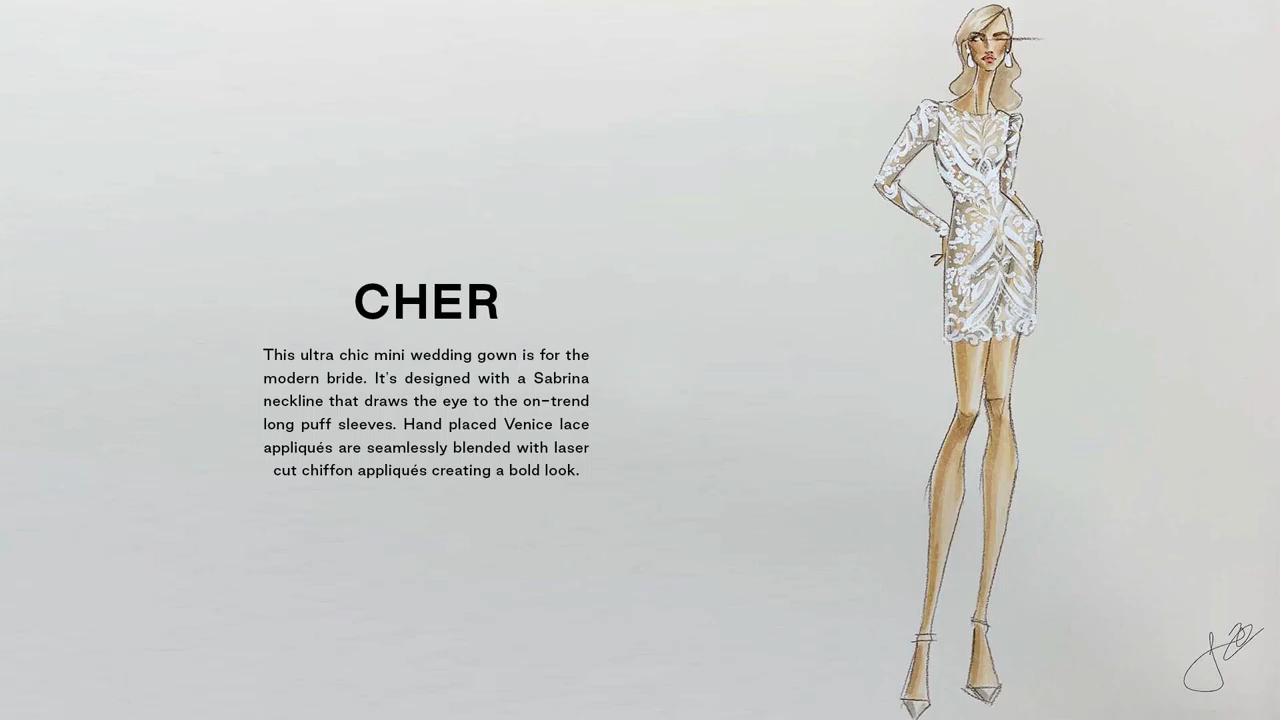 CHER
This ultra chic mini wedding gown is for the
modern bride. It's designed with a Sabrina
neckline that draws the eye to the on-trend
long puff sleeves. Hand placed Venice lace
appliqués are seamlessly blended with laser
cut chiffon appliqués creating a bold look.